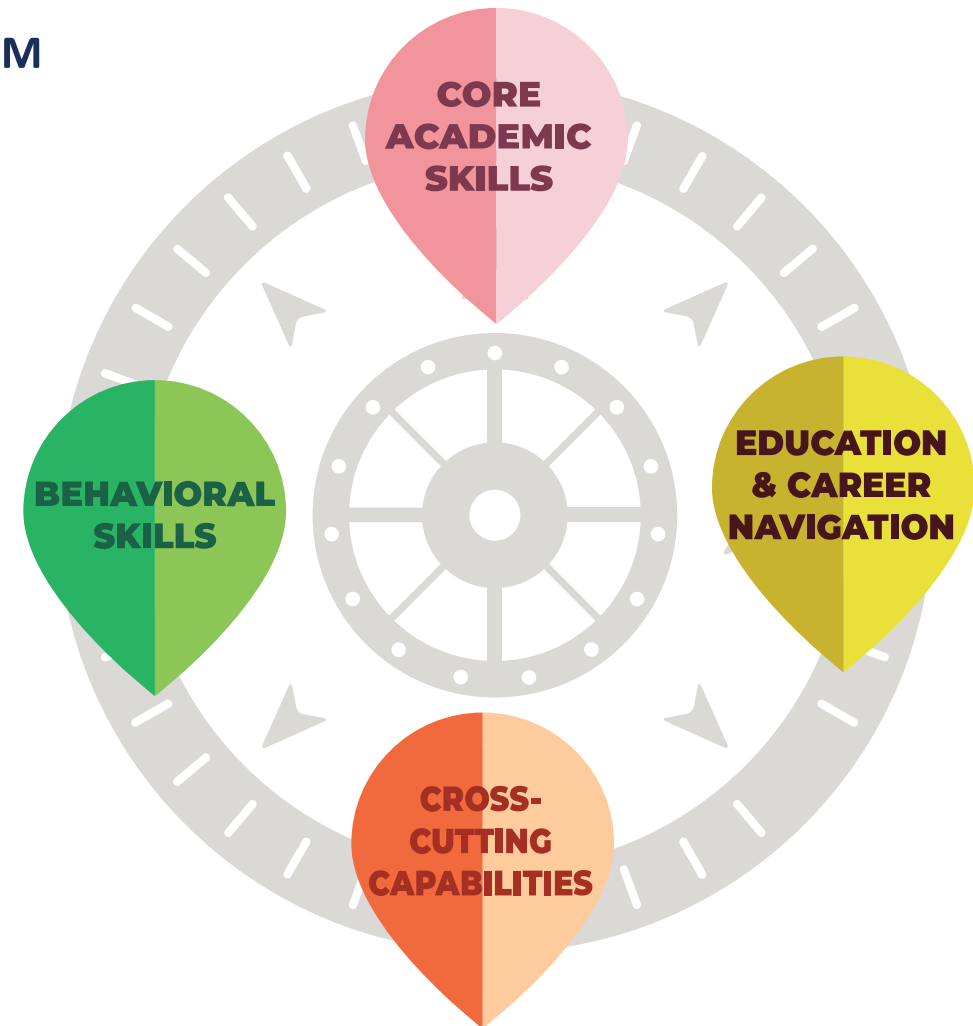 M
CORE
ACADEMIC
SKILLS
EDUCATION
& CAREER
NAVIGATION
BEHAVIORAL
SKILLS
CROSS-
CUTTING
CAPABILITIES